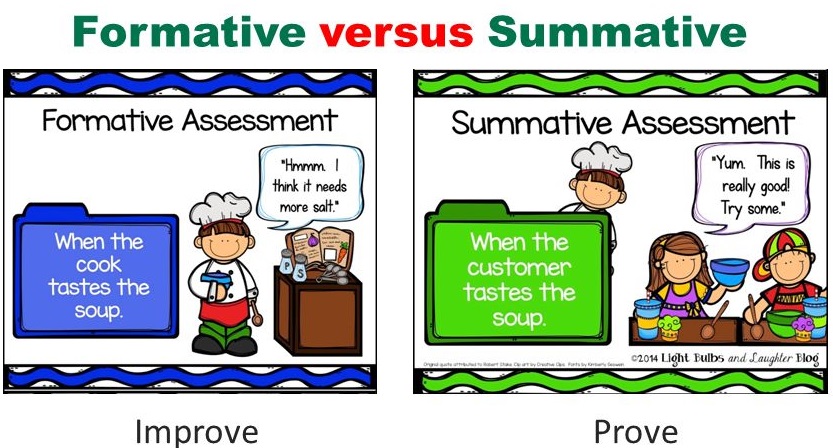 Formative versus Summative
Formative Assessment
"Hmmm. I
think it needs
more salt."
When the
cook
tastes the
soup.
P S
Improve
Summative Assessment
"Yum. This is
really good!
Try some."
When the
customer
tastes the
soup.
©2014 Light Bulbs and Laughter Blog
Original quote attributed to Robert Stake. Clip art by Creative Clips. Fonts by Kimberly Geswein
Prove